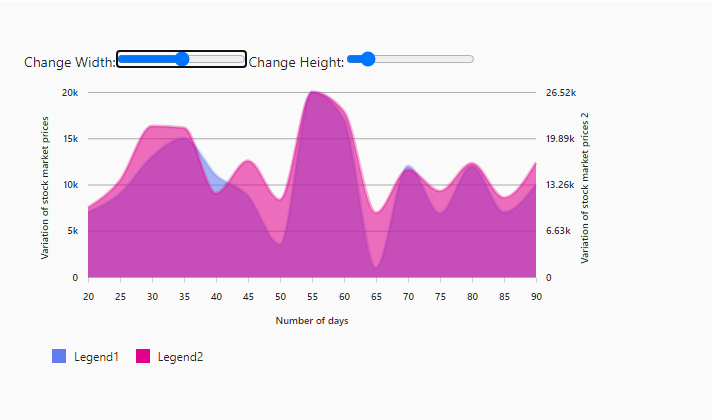 Change Width: Change Height:
Variation of stock market prices
20k
15k
10k
5k
0
26.52k
19.89k
13.26k
6.63k
0
Variation of stock market prices 2
20 25 30 35 40 45 50 55 60 65 70 75 80 85 90
Number of days
Legend1 Legend2